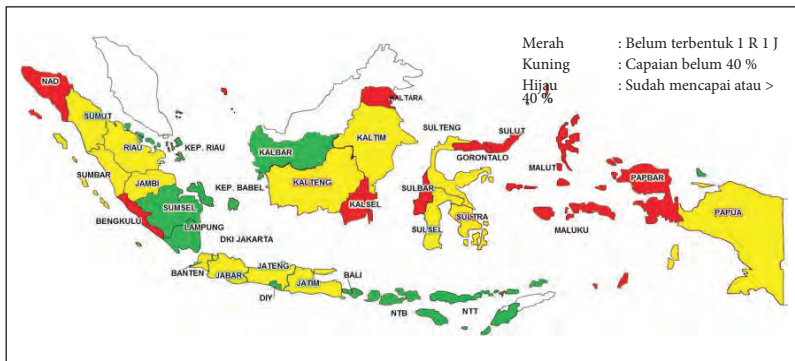 Merah : Belum terbentuk 1 R 1 J
Kuning : Capaian belum 40 %
Hijau : Sudah mencapai atau >
40 %
NAD
SUMUT
RIAU
KEP. RIAU
SUMBAR
JAMBI
KEP. BABEL
SUMSEL
BENGKULU
LAMPUNG
DKI JAKARTA
BANTEN
JABAR
JATENG
DIY
JATIM
BALI
NTB
NTT
KALBAR
KALTENG
KALSEL
KALTIM
KALTARA
SULTENG
SULUT
GORONTALO
SULBAR
SULSEL
SULTRA
MALUT
MALUKU
PAPBAR
PAPUA